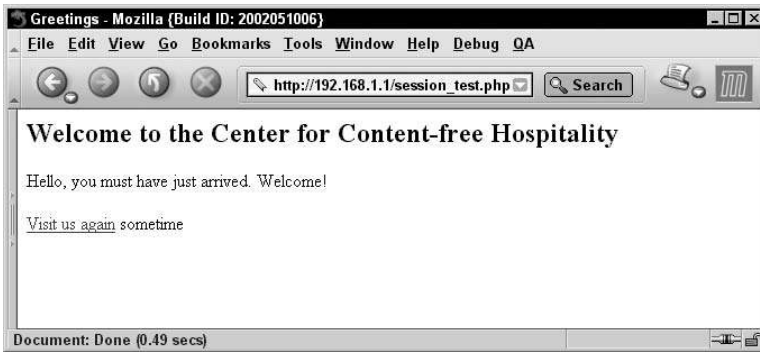 Greetings - Mozilla {Build ID: 2002051006}
File Edit View Go Bookmarks Tools Window Help Debug QA
http://192.168.1.1/session_test.php Search
Welcome to the Center for Content-free Hospitality
Hello, you must have just arrived. Welcome!
Visit us again sometime
Document: Done (0.49 secs)